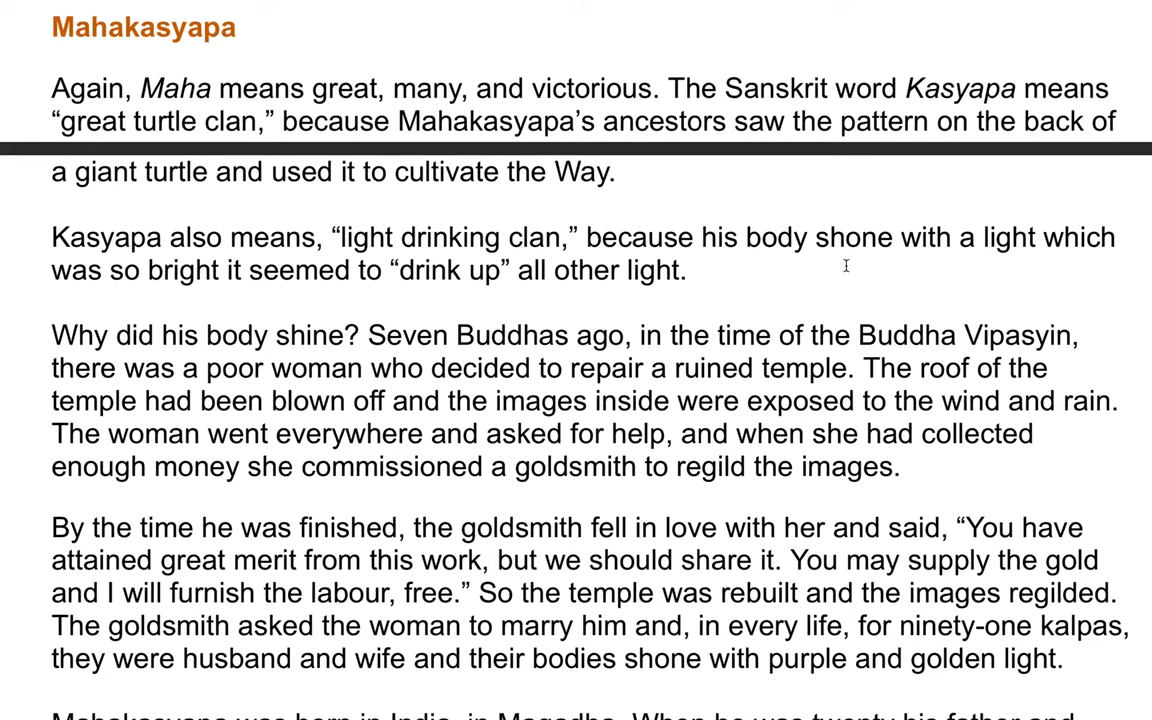 Mahakasyapa
Again, Maha means great, many, and victorious. The Sanskrit word Kasyapa means
“great turtle clan,” because Mahakasyapa’s ancestors saw the pattern on the back of
a giant turtle and used it to cultivate the Way.
Kasyapa also means, “light drinking clan,” because his body shone with a light which
was so bright it seemed to “drink up” all other light.
Why did his body shine? Seven Buddhas ago, in the time of the Buddha Vipasyin,
there was a poor woman who decided to repair a ruined temple. The roof of the
temple had been blown off and the images inside were exposed to the wind and rain.
The woman went everywhere and asked for help, and when she had collected
enough money she commissioned a goldsmith to regild the images.
By the time he was finished, the goldsmith fell in love with her and said, “You have
attained great merit from this work, but we should share it. You may supply the gold
and I will furnish the labour, free.” So the temple was rebuilt and the images regilded.
The goldsmith asked the woman to marry him and, in every life, for ninety-one kalpas,
they were husband and wife and their bodies shone with purple and golden light.
Mahakasyapa was born in India, in Magadha. When he was twenty his father and